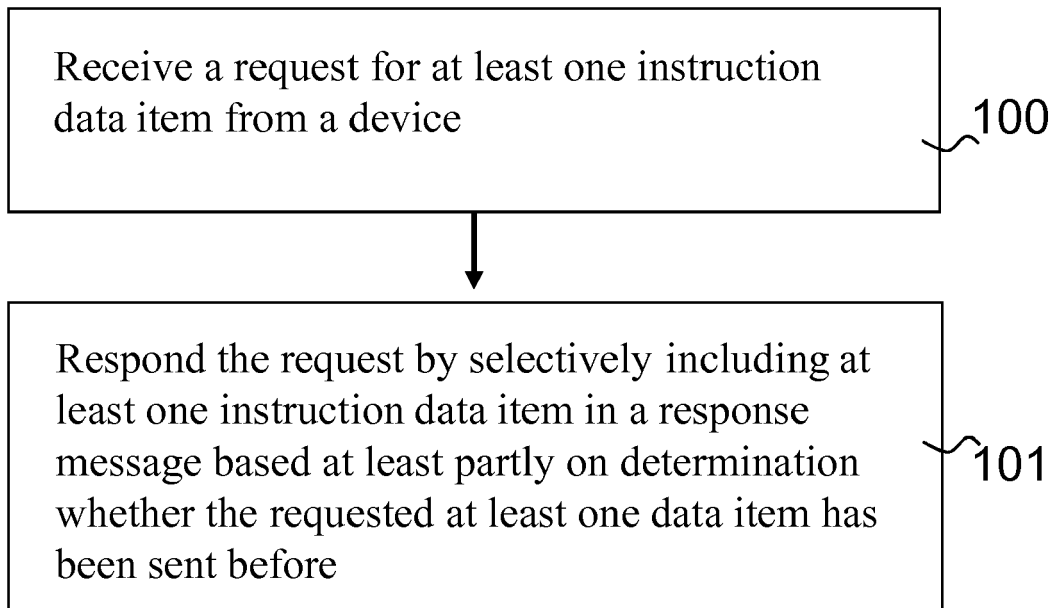 Receive a request for at least one instruction
data item from a device
100
Respond the request by selectively including at
least one instruction data item in a response
message based at least partly on determination
whether the requested at least one data item has
been sent before
101